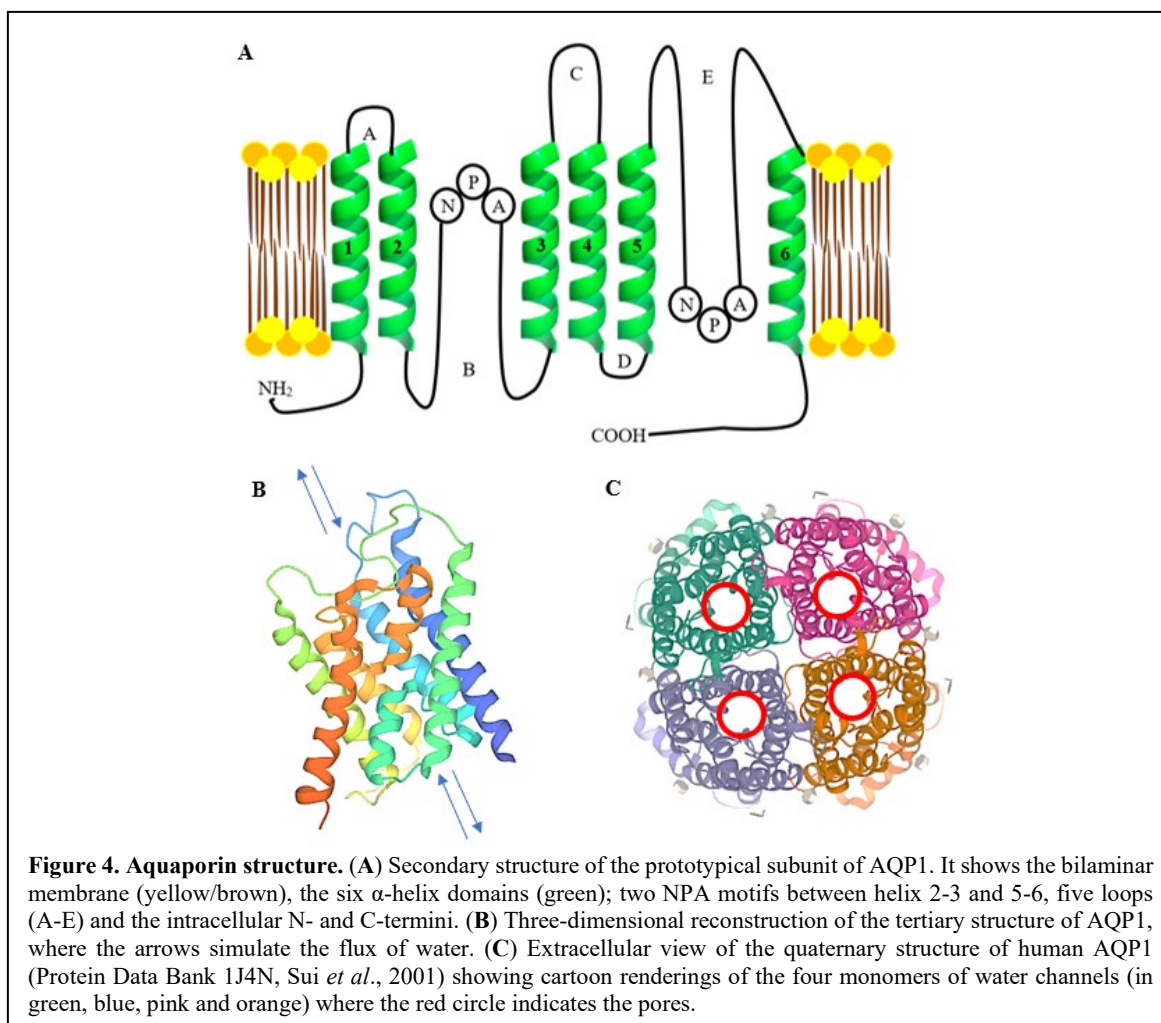 A
C
E
A
P
N A
1 2 3 4 5 6
N A
P
B
D
NH2
COOH
B
C
Figure 4. Aquaporin structure. (A) Secondary structure of the prototypical subunit of AQP1. It shows the bilaminar
membrane (yellow/brown), the six α-helix domains (green); two NPA motifs between helix 2-3 and 5-6, five loops
(A-E) and the intracellular N- and C-termini. (B) Three-dimensional reconstruction of the tertiary structure of AQP1,
where the arrows simulate the flux of water. (C) Extracellular view of the quaternary structure of human AQP1
(Protein Data Bank 1J4N, Sui et al., 2001) showing cartoon renderings of the four monomers of water channels (in
green, blue, pink and orange) where the red circle indicates the pores.